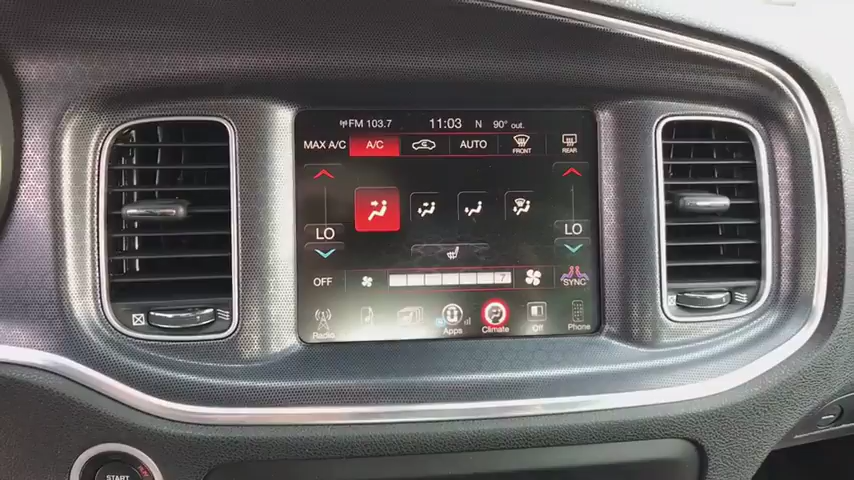 FM 103.7 11:03 N 90° out.
MAX A/C A/C AUTO FRONT REAR
LO LO
OFF 7 SYNC
Radio Apps Climate Off Phone
START